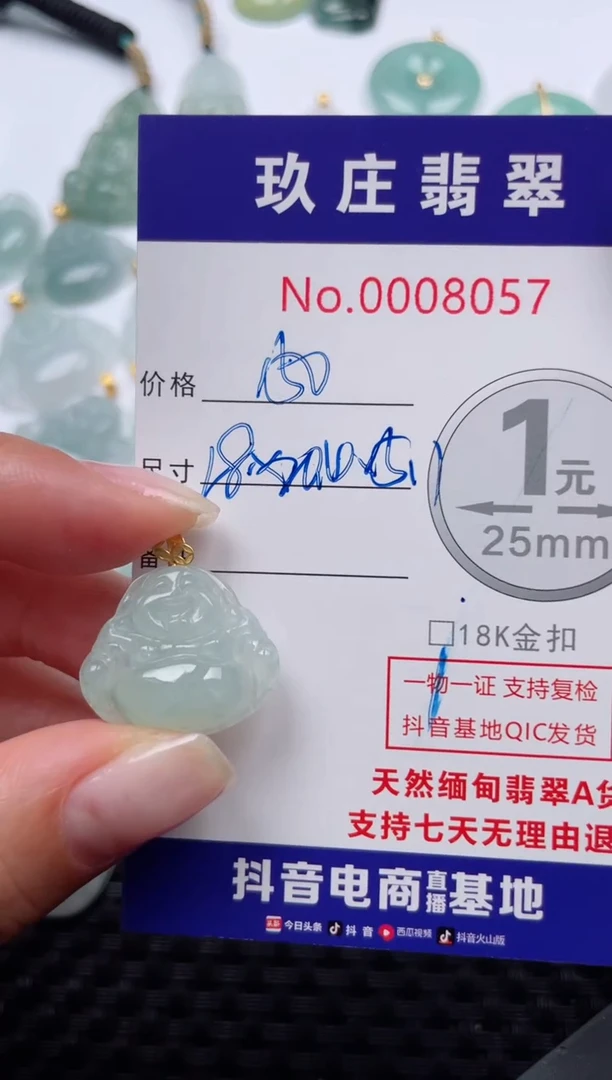 玖庄翡翠
No.0008057
价格 150
尺寸
备
1元
25mm
18K金扣
一物一证 支持复检
抖音基地QIC发货
天然缅甸翡翠A货
支持七天无理由退
抖音电商直播基地
头条 今日头条 抖音 西瓜视频 抖音火山版